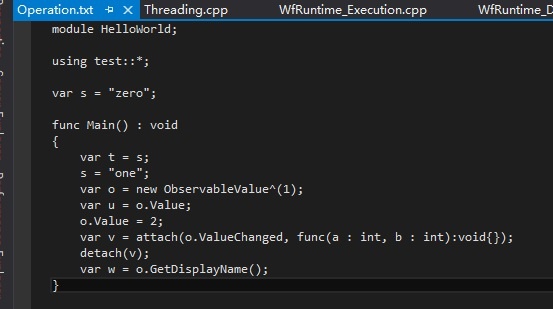 Operation.txt Threading.cpp WfRuntime_Execution.cpp WfRuntime_D
module HelloWorld;
using test::*;
var s = "zero";
func Main() : void
{
var t = s;
s = "one";
var o = new ObservableValue^(1);
var u = o.Value;
o.Value = 2;
var v = attach(o.ValueChanged, func(a : int, b : int):void{});
detach(v);
var w = o.GetDisplayName();
}